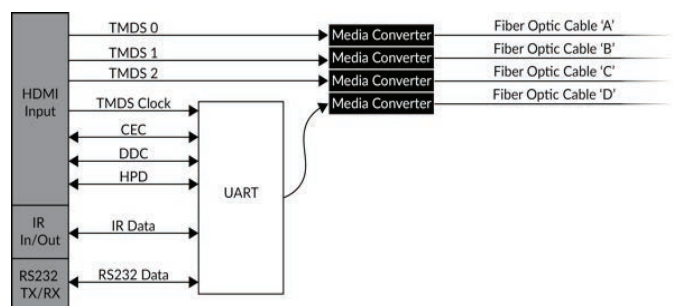 TMDS 0
Media Converter
Fiber Optic Cable ‘A’
TMDS 1
Media Converter
Fiber Optic Cable ‘B’
TMDS 2
Media Converter
Fiber Optic Cable ‘C’
HDMI
Input
TMDS Clock
Media Converter
Fiber Optic Cable ‘D’
CEC
DDC
HPD
UART
IR
In/Out
IR Data
RS232
TX/RX
RS232 Data